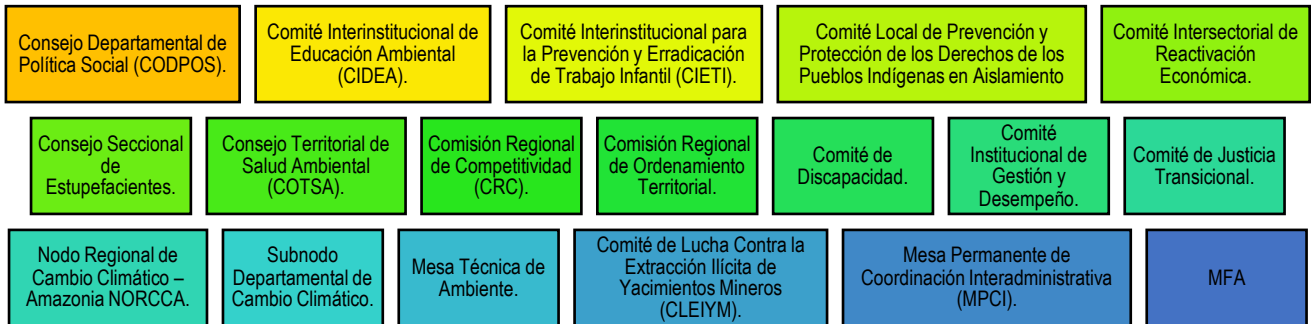 Consejo Departamental de
Política Social (CODPOS).
Comité Interinstitucional de
Educación Ambiental
(CIDEA).
Comité Interinstitucional para
la Prevención y Erradicación
de Trabajo Infantil (CIETI).
Comité Local de Prevención y
Protección de los Derechos de los
Pueblos Indígenas en Aislamiento
Comité Intersectorial de
Reactivación
Económica.
Consejo Seccional
de
Estupefacientes.
Consejo Territorial de
Salud Ambiental
(COTSA).
Comisión Regional
de Competitividad
(CRC).
Comisión Regional
de Ordenamiento
Territorial.
Comité de
Discapacidad.
Comité
Institucional de
Gestión y
Desempeño.
Comité de Justicia
Transicional.
Nodo Regional de
Cambio Climático –
Amazonia NORCCA.
Subnodo
Departamental de
Cambio Climático.
Mesa Técnica de
Ambiente.
Comité de Lucha Contra la
Extracción Ilícita de
Yacimientos Mineros
(CLEIYM).
Mesa Permanente de
Coordinación Interadministrativa
(MPCI).
MFA